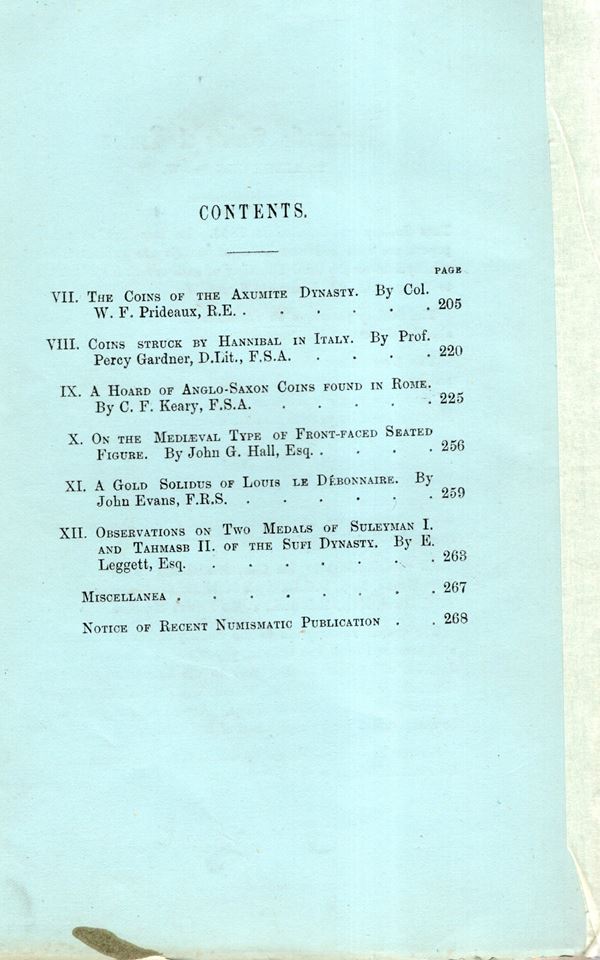 CONTENTS.
PAGE
VII. The Coins of the Axumite Dynasty. By Col.
W. F. Prideaux, R.E. . . . . . . 205
VIII. Coins struck by Hannibal in Italy. By Prof.
Percy Gardner, D.Lit., F.S.A. . . . . 220
IX. A Hoard of Anglo-Saxon Coins found in Rome.
By C. F. Keary, F.S.A. . . . . . 225
X. On the Mediæval Type of Front-faced Seated
Figure. By John G. Hall, Esq. . . . . 256
XI. A Gold Solidus of Louis le Débonnaire. By
John Evans, F.R.S. . . . . . . 259
XII. Observations on Two Medals of Suleyman I.
and Tahmasb II. of the Sufi Dynasty. By E.
Leggett, Esq. . . . . . . . 263
Miscellanea . . . . . . . . 267
Notice of Recent Numismatic Publication . . 268